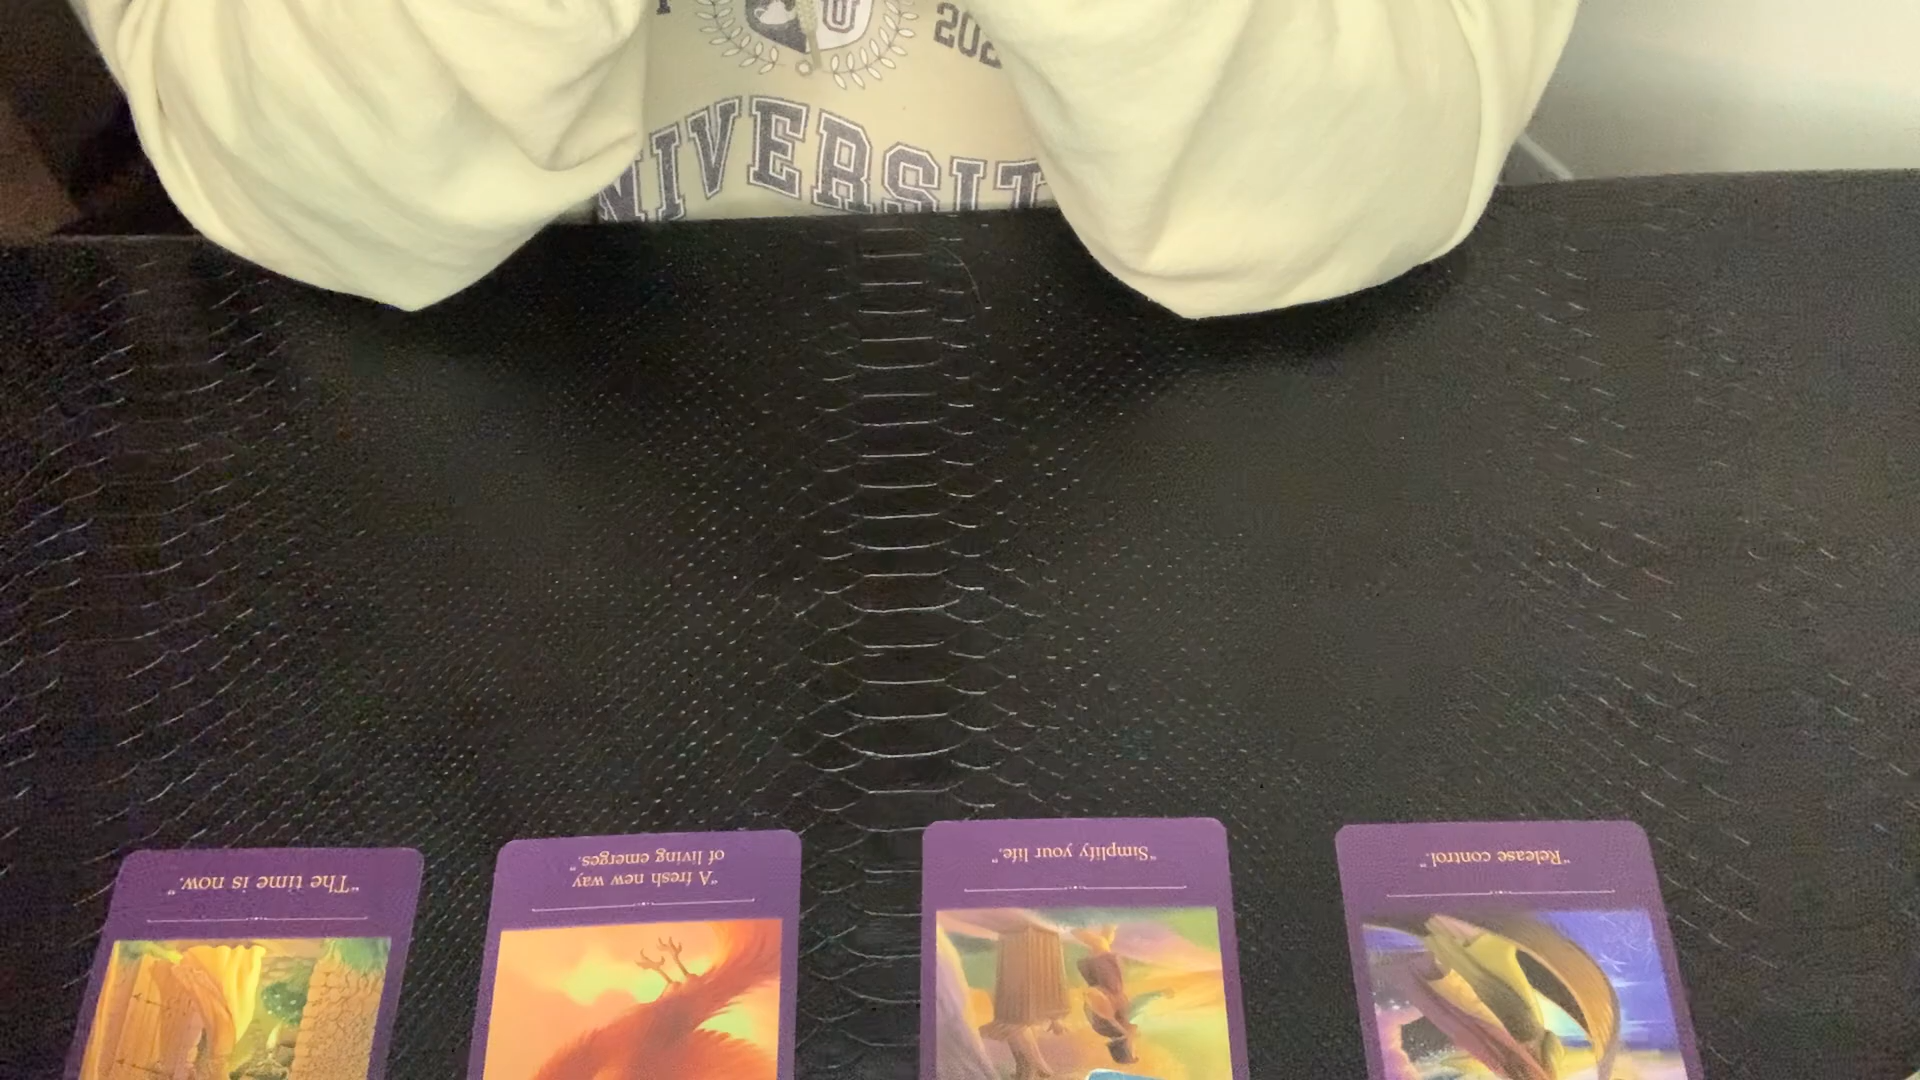 U
202
NIVERSIT
"The time is now."
"A fresh new way
of living emerges."
"Simplify your life."
"Release control."